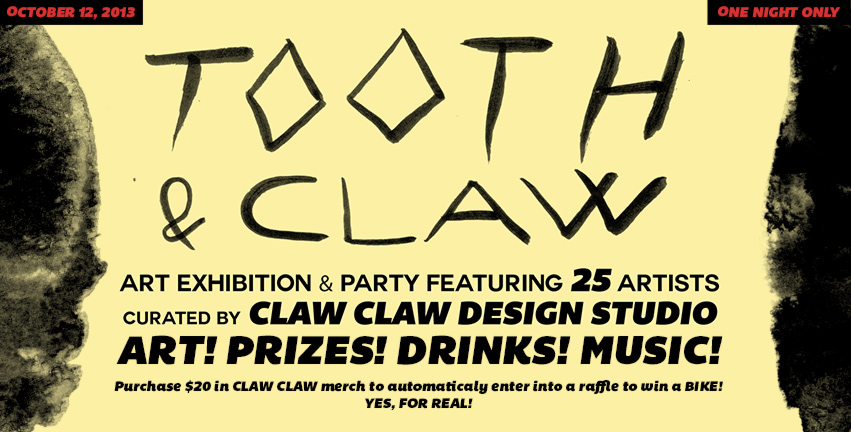 OCTOBER 12, 2013
ONE NIGHT ONLY
TOOTH
& CLAW
ART EXHIBITION & PARTY FEATURING 25 ARTISTS
CURATED BY CLAW CLAW DESIGN STUDIO
ART! PRIZES! DRINKS! MUSIC!
Purchase $20 in CLAW CLAW merch to automaticaly enter into a raffle to win a BIKE!
YES, FOR REAL!